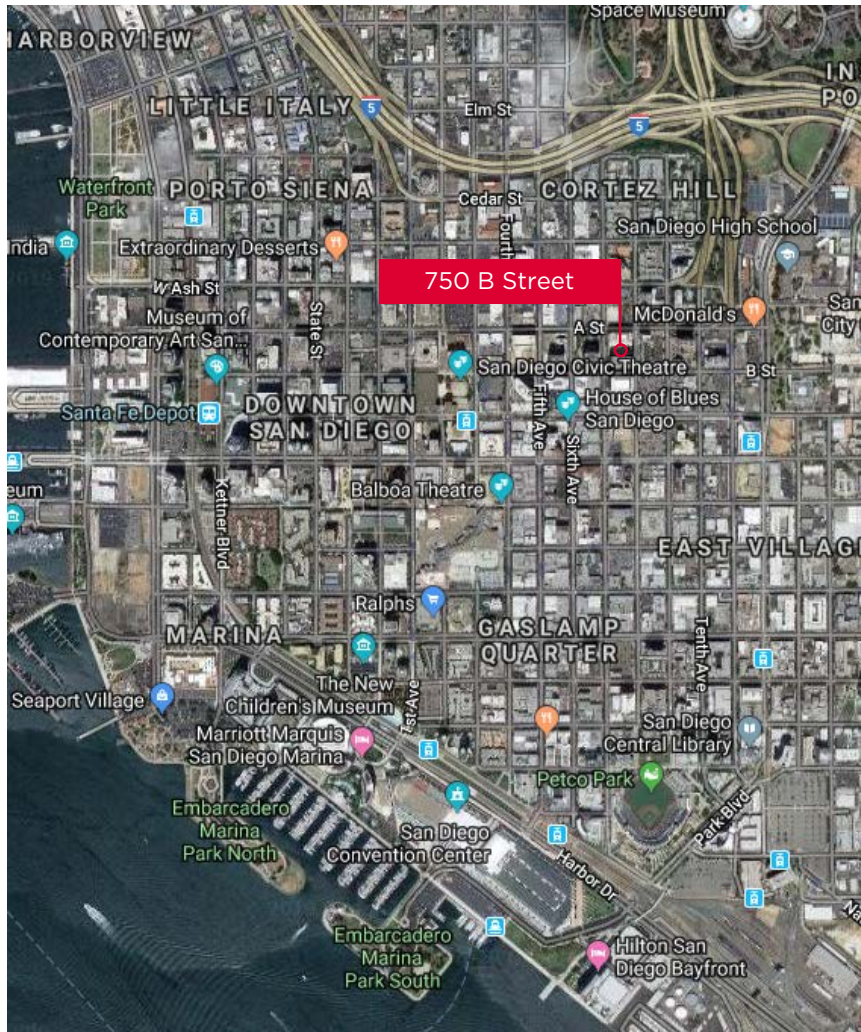 Space Museum
HARBORVIEW
IN
PO
LITTLE ITALY
5
Elm St
5
Waterfront
Park
PORTO SIENA
CORTEZ HILL
Cedar St
Fourth
San Diego High School
India
Extraordinary Desserts
750 B Street
W Ash St
State St
McDonald's
San
City
Museum of
Contemporary Art San...
A St
San Diego Civic Theatre
B St
Fifth Ave
House of Blues
San Diego
Santa Fe Depot
DOWNTOWN
SAN DIEGO
Sixth Ave
eum
Kettner Blvd
Balboa Theatre
EAST VILLAGE
Ralphs
MARINA
GASLAMP
QUARTER
Tenth Ave
The New
Children's Museum
1st Ave
Seaport Village
Marriott Marquis
San Diego Marina
San Diego
Central Library
Petco Park
Embarcadero
Marina
Park North
San Diego
Convention Center
Park Blvd
Harbor Dr
Na
Embarcadero
Marina
Park South
Hilton San
Diego Bayfront